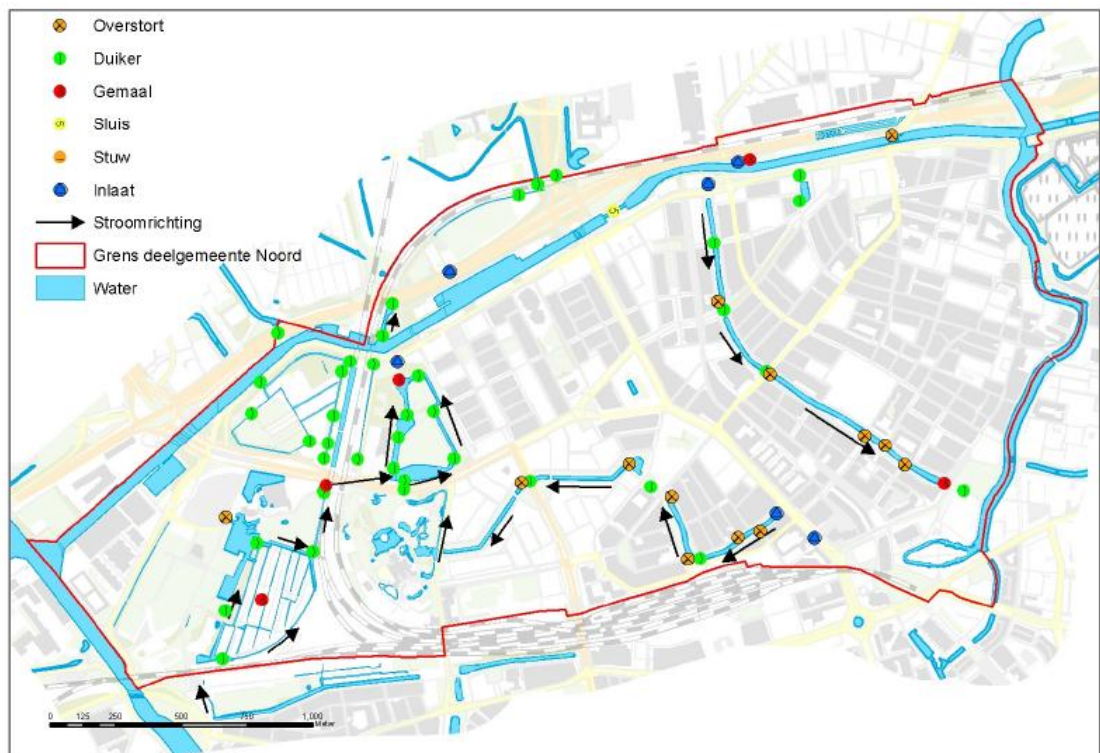 Overstort
Duiker
Gemaal
Sluis
Stuw
Inlaat
Stroomrichting
Grens deelgemeente Noord
Water
0 125 250 500 750 1,000
Meter